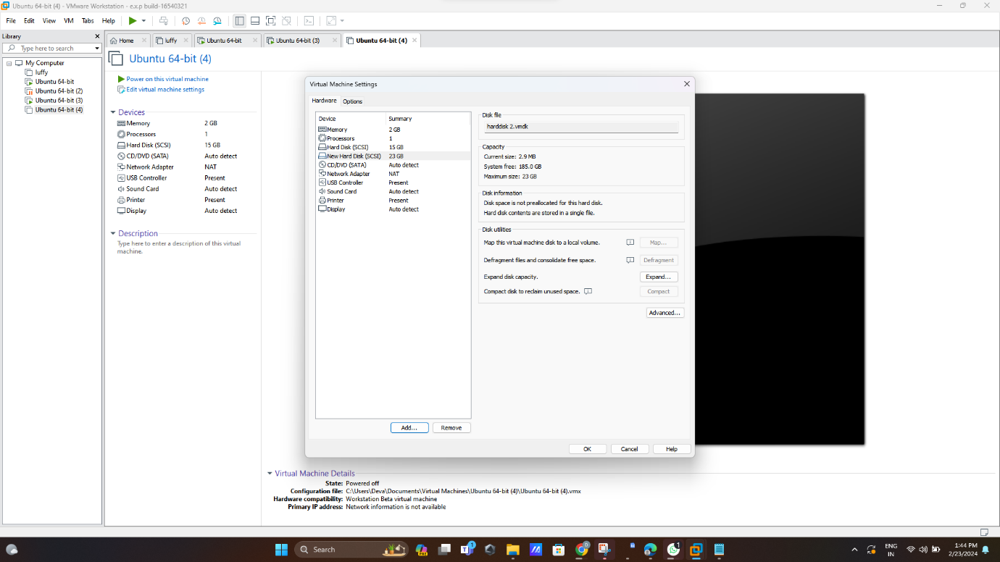 Ubuntu 64-bit (4) - VMware Workstation - e.x.p build-16540321
File Edit View VM Tabs Help
Library
Type here to search
My Computer
luffy
Ubuntu 64-bit
Ubuntu 64-bit (2)
Ubuntu 64-bit (3)
Ubuntu 64-bit (4)
Home luffy Ubuntu 64-bit Ubuntu 64-bit (3) Ubuntu 64-bit (4)
Ubuntu 64-bit (4)
Power on this virtual machine
Edit virtual machine settings
Devices
Memory 2 GB
Processors 1
Hard Disk (SCSI) 15 GB
CD/DVD (SATA) Auto detect
Network Adapter NAT
USB Controller Present
Sound Card Auto detect
Printer Present
Display Auto detect
Description
Type here to enter a description of this virtual
machine.
Virtual Machine Settings
Hardware Options
Device Summary
Memory 2 GB
Processors 1
Hard Disk (SCSI) 15 GB
New Hard Disk (SCSI) 23 GB
CD/DVD (SATA) Auto detect
Network Adapter NAT
USB Controller Present
Sound Card Auto detect
Printer Present
Display Auto detect
Add... Remove
Disk file
harddisk 2.vmdk
Capacity
Current size: 2.9 MB
System free: 185.0 GB
Maximum size: 23 GB
Disk information
Disk space is not preallocated for this hard disk.
Hard disk contents are stored in a single file.
Disk utilities
Map this virtual machine disk to a local volume. Map...
Defragment files and consolidate free space. Defragment
Expand disk capacity. Expand...
Compact disk to reclaim unused space. Compact
Advanced...
OK Cancel Help
Virtual Machine Details
State: Powered off
Configuration file: C:\Users\Deva\Documents\Virtual Machines\Ubuntu 64-bit (4)\Ubuntu 64-bit (4).vmx
Hardware compatibility: Workstation Beta virtual machine
Primary IP address: Network information is not available
Search
PRE
1
D
1
ENG
IN
1:44 PM
2/23/2024